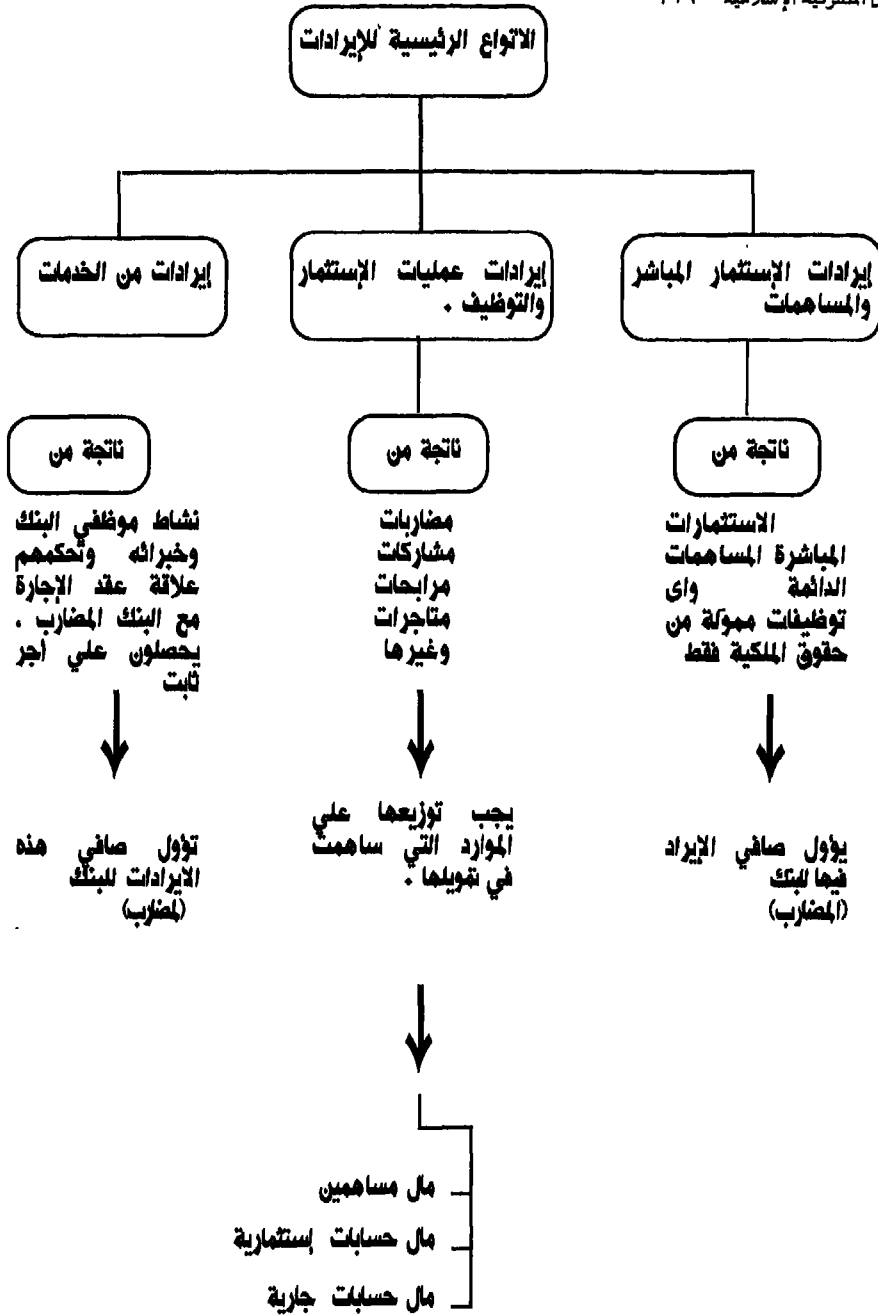 المصرفية الإسلامية
الانواع الرئيسية للإيرادات
إيرادات الإستثمار المباشر
والمساهمات
إيرادات عمليات الإستثمار
والتوظيف .
إيرادات من الخدمات
ناتجة من
ناتجة من
ناتجة من
الاستثمارات
المباشرة المساهمات
الدائمة واى
توظيفات ممولة من
حقوق الملكية فقط
مضاربات
مشاركات
مرابحات
متاجرات
وغيرها
نشاط موظفي البنك
وخبرائه وتحكمهم
علاقة عقد الإجارة
مع البنك المضارب .
يحصلون علي أجر
ثابت
يؤول صافي الإيراد
فيها للبنك
(المضارب)
يجب توزيعها علي
الموارد التي ساهمت
في تمويلها .
تؤول صافي هذه
الايرادات للبنك
(لمضارب)
مال مساهمين
مال حسابات إستثمارية
مال حسابات جارية